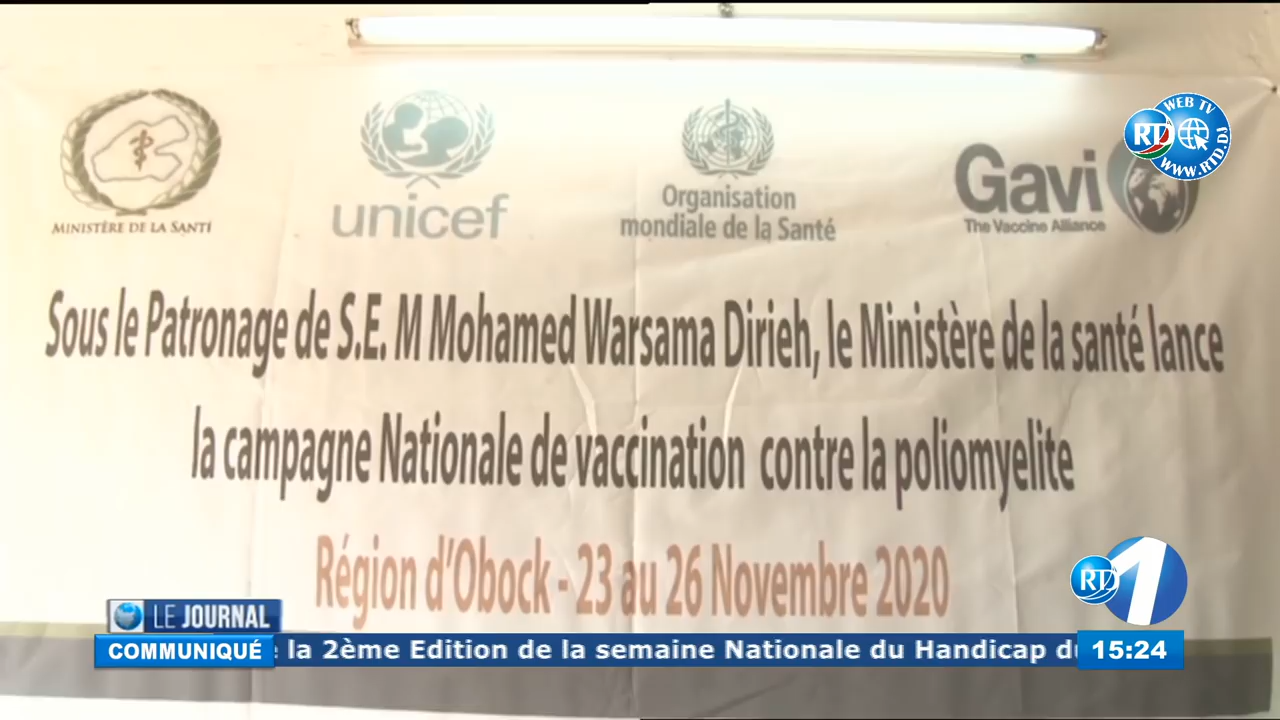 WEB TV
RTD
WWW.RTD.DJ
MINISTÈRE DE LA SANTÉ
unicef
Organisation
mondiale de la Santé
Gavi
The Vaccine Alliance
Sous le Patronage de S.E. M Mohamed Warsama Dirieh, le Ministère de la santé lance
la campagne Nationale de vaccination contre la poliomyelite
Région d'Obock - 23 au 26 Novembre 2020
RTD 1
LE JOURNAL
COMMUNIQUÉ la 2ème Edition de la semaine Nationale du Handicap 15:24